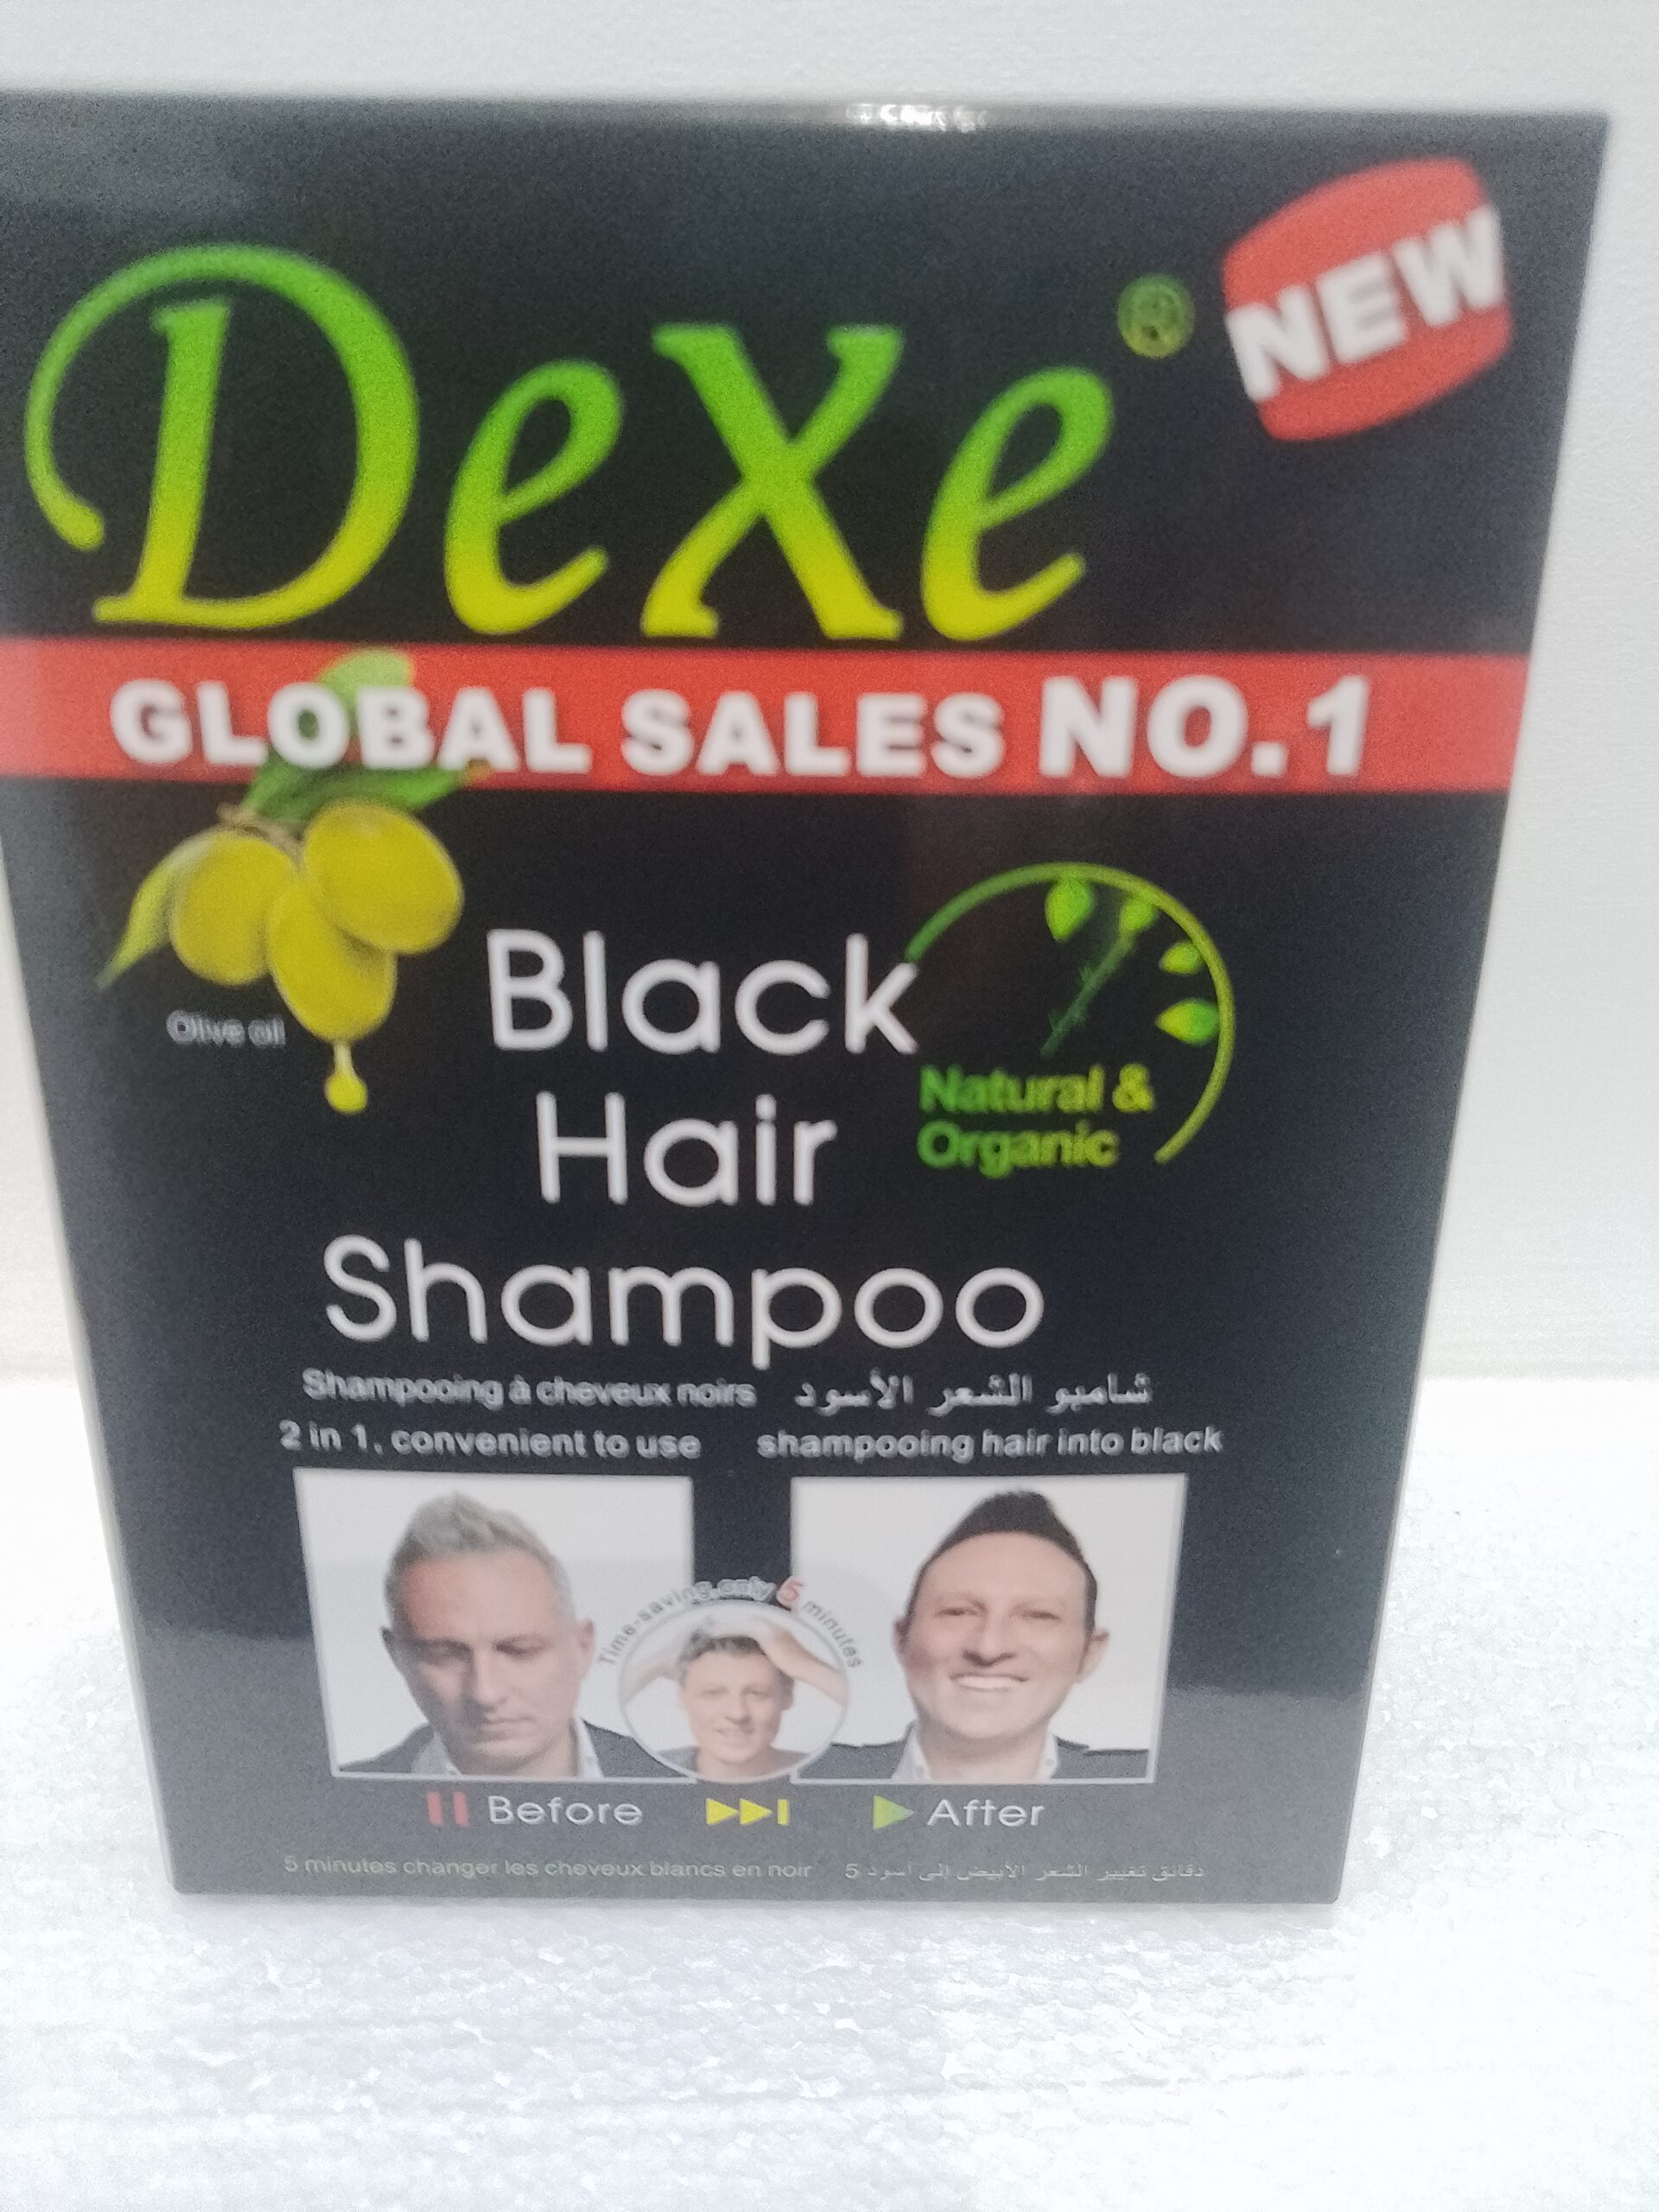 DeXe®
NEW
GLOBAL SALES NO.1
Olive oil
Black
Hair
Shampoo
Natural &
Organic
Shampooing à cheveux noirs
شامبو الشعر الأسود
2 in 1, convenient to use
shampooing hair into black
Time-saving,only 5 minutes
Before
After
5 minutes changer les cheveux blancs en noir
5 دقائق تغيير الشعر الأبيض إلى أسود